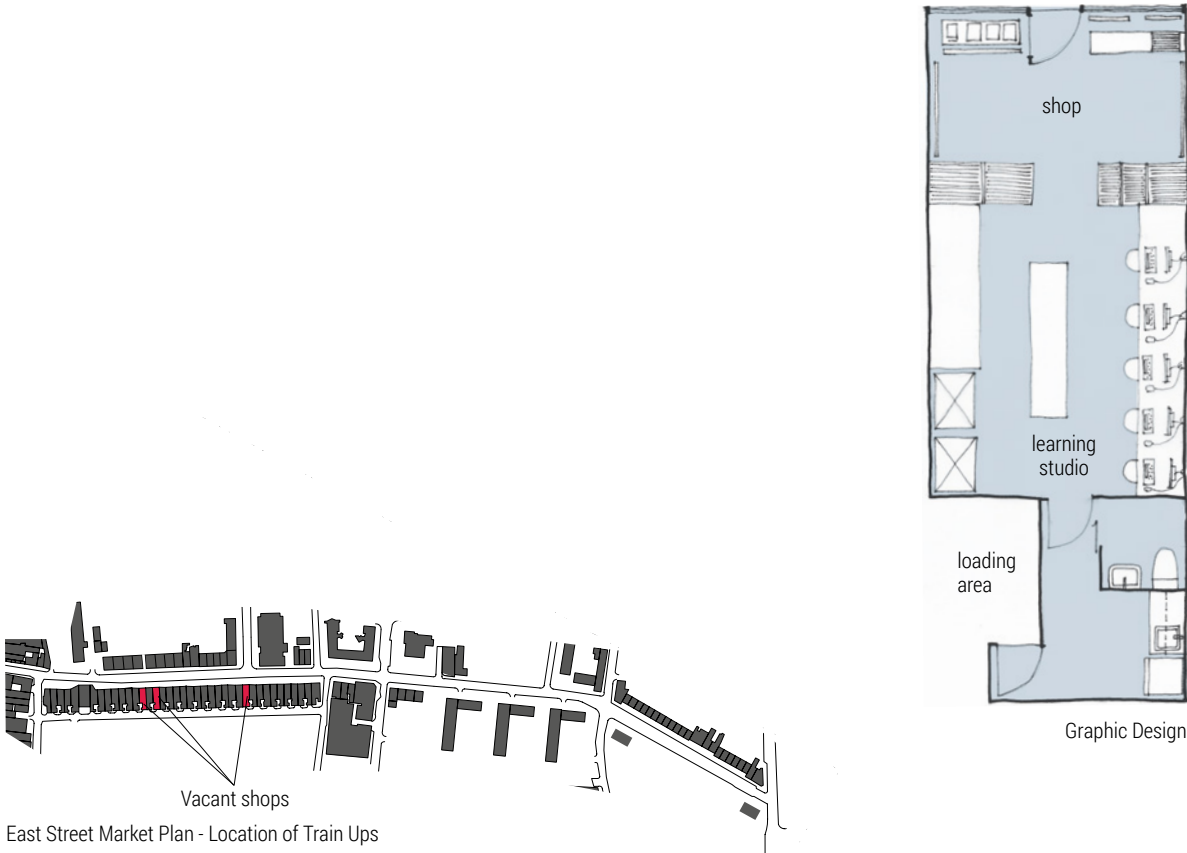 shop
learning
studio
loading
area
Graphic Design
Vacant shops
East Street Market Plan - Location of Train Ups